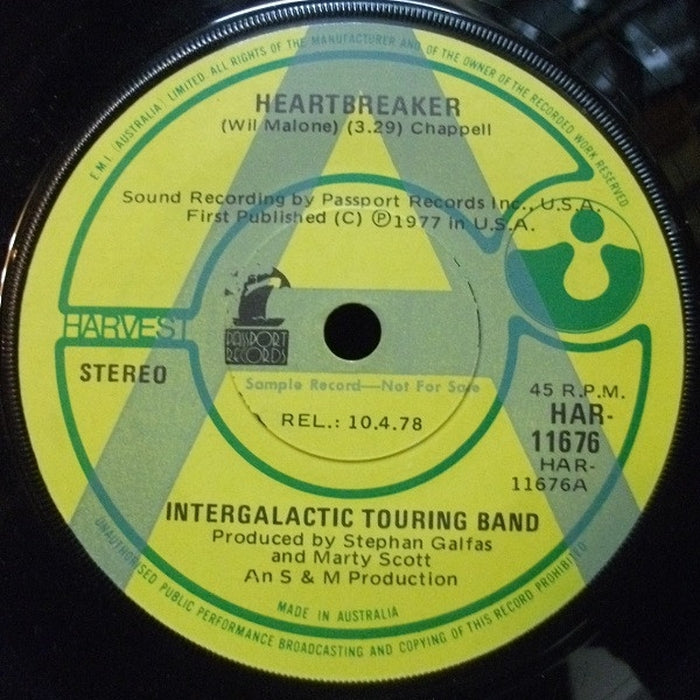 E.M.I. (AUSTRALIA) LIMITED. ALL RIGHTS OF THE MANUFACTURER AND OF THE OWNER OF THE RECORDED WORK RESERVED
HEARTBREAKER
(Wil Malone) (3.29) Chappell
Sound Recording by Passport Records Inc., U.S.A.
First Published (C) Ⓟ1977 in U.S.A.
HARVEST
PASSPORT
RECORDS
STEREO
Sample Record—Not For Sale
45 R.P.M.
REL.: 10.4.78
HAR-
11676
HAR-
11676A
INTERGALACTIC TOURING BAND
Produced by Stephan Galfas
and Marty Scott
An S & M Production
MADE IN AUSTRALIA
UNAUTHORISED PUBLIC PERFORMANCE BROADCASTING AND COPYING OF THIS RECORD PROHIBITED
A